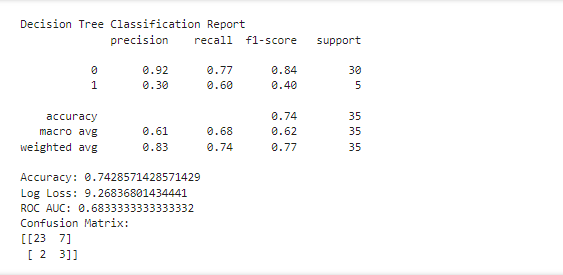 Decision Tree Classification Report
precision recall f1-score support
0 0.92 0.77 0.84 30
1 0.30 0.60 0.40 5
accuracy 0.74 35
macro avg 0.61 0.68 0.62 35
weighted avg 0.83 0.74 0.77 35
Accuracy: 0.7428571428571429
Log Loss: 9.26836801434441
ROC AUC: 0.6833333333333332
Confusion Matrix:
[[23 7]
[ 2 3]]